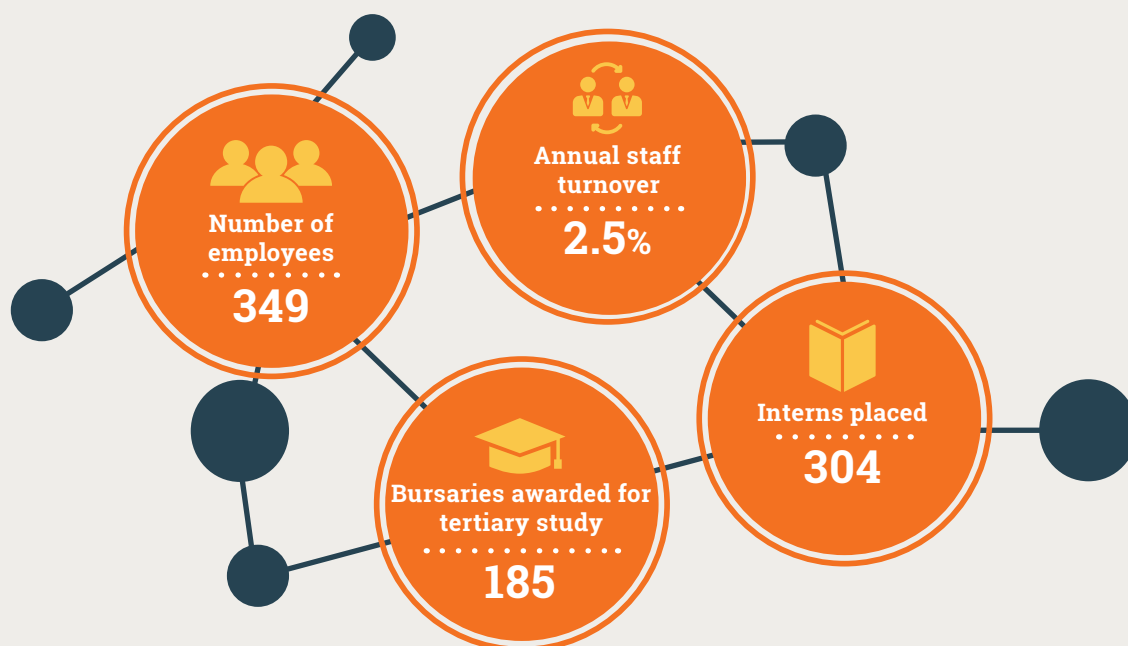 Number of
employees
349
Annual staff
turnover
2.5%
Bursaries awarded for
tertiary study
185
Interns placed
304